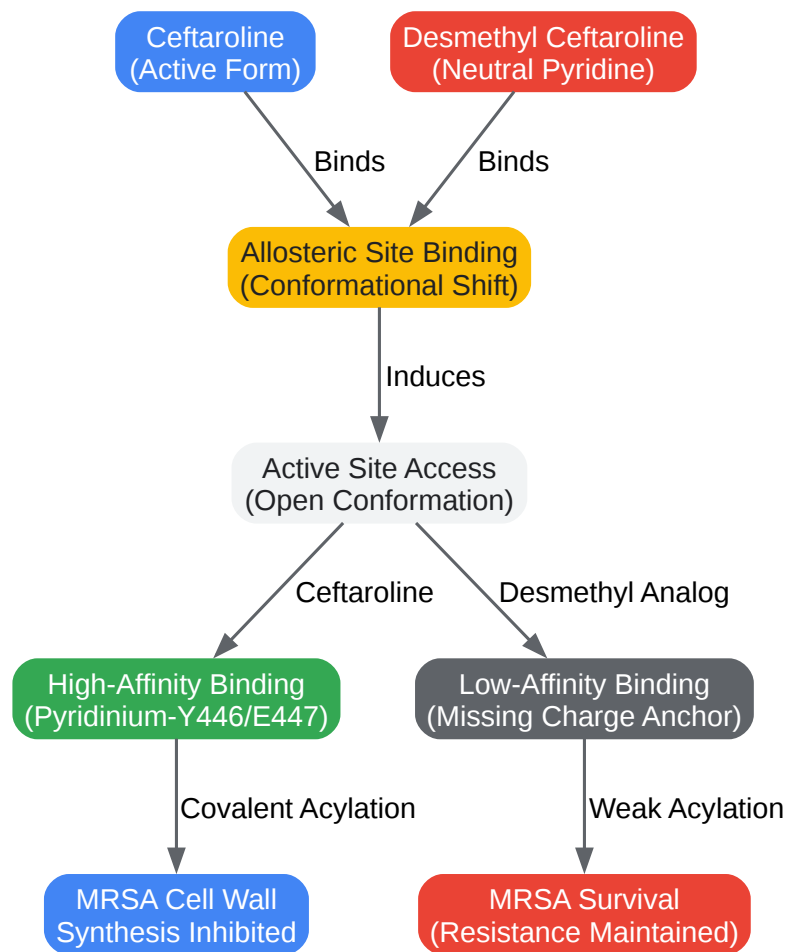 Ceftaroline
(Active Form)
Desmethyl Ceftaroline
(Neutral Pyridine)
Binds
Binds
Allosteric Site Binding
(Conformational Shift)
Induces
Active Site Access
(Open Conformation)
Ceftaroline
Desmethyl Analog
High-Affinity Binding
(Pyridinium-Y446/E447)
Low-Affinity Binding
(Missing Charge Anchor)
Covalent Acylation
Weak Acylation
MRSA Cell Wall
Synthesis Inhibited
MRSA Survival
(Resistance Maintained)